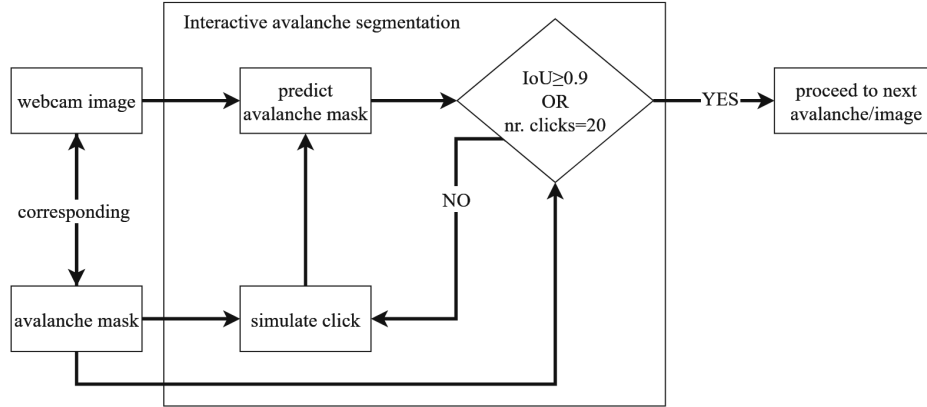 Interactive avalanche segmentation
webcam image
predict
avalanche mask
IoU≥0.9
OR
nr. clicks=20
YES
proceed to next
avalanche/image
corresponding
NO
avalanche mask
simulate click